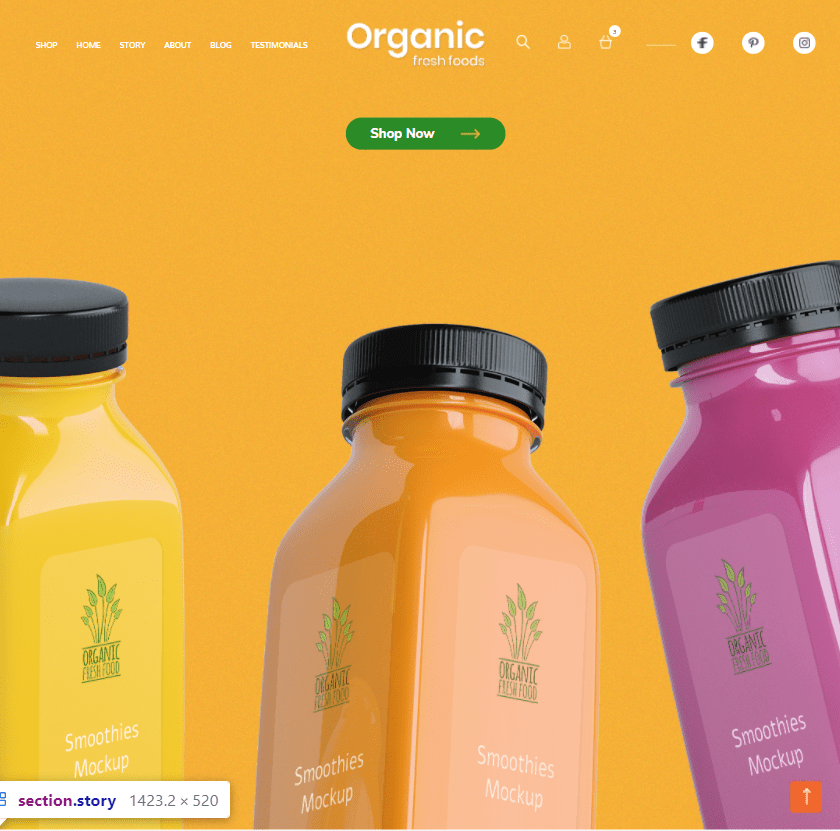 SHOP HOME STORY ABOUT BLOG TESTIMONIALS
Organic
fresh foods
3
Shop Now
ORGANIC
FRESH FOOD
Smoothies
Mockup
ORGANIC
FRESH FOOD
Smoothies
Mockup
ORGANIC
FRESH FOOD
Smoothies
Mockup
ORGANIC
FRESH FOOD
Smoothies
Mockup
section.story 1423.2 × 520